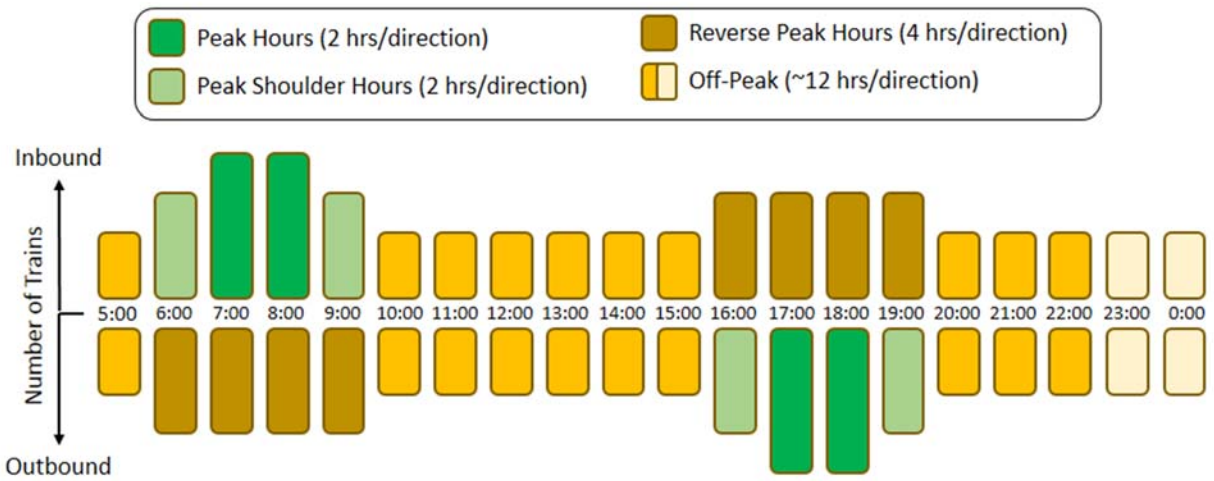 Peak Hours (2 hrs/direction)
Reverse Peak Hours (4 hrs/direction)
Peak Shoulder Hours (2 hrs/direction)
Off-Peak (~12 hrs/direction)
Inbound
Number of Trains
5:00 6:00 7:00 8:00 9:00 10:00 11:00 12:00 13:00 14:00 15:00 16:00 17:00 18:00 19:00 20:00 21:00 22:00 23:00 0:00
Outbound